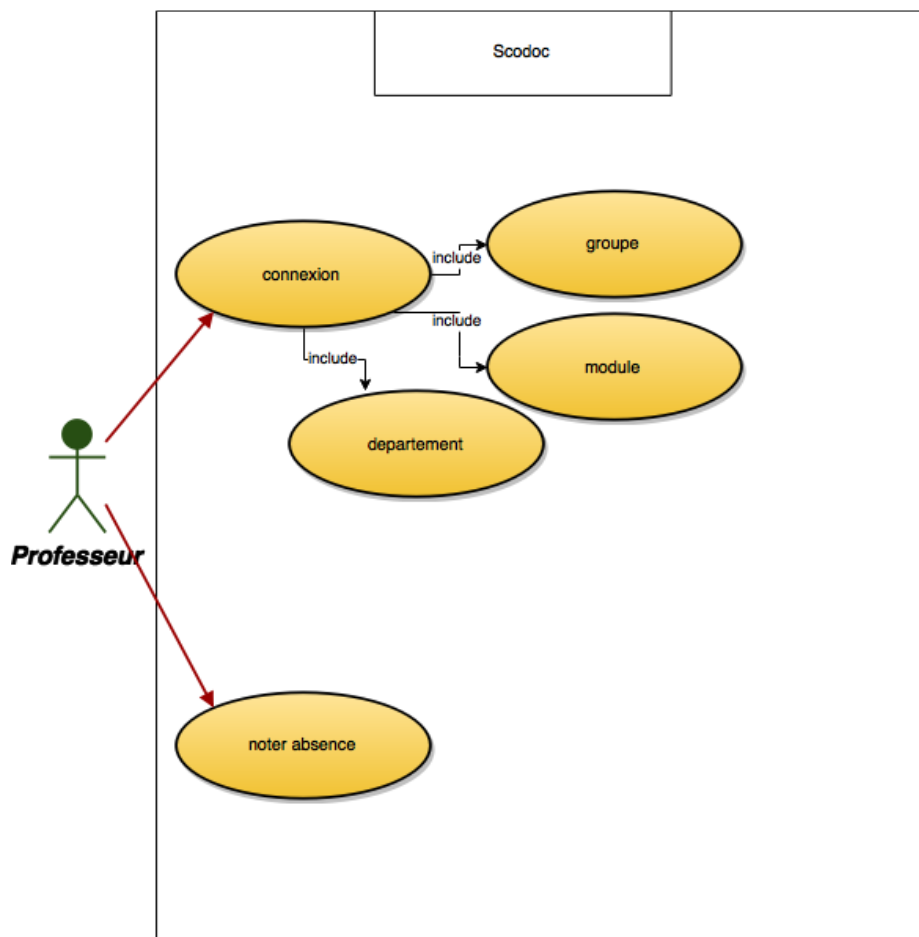 Scodoc
groupe
include
connexion
include
module
include
departement
Professeur
noter absence